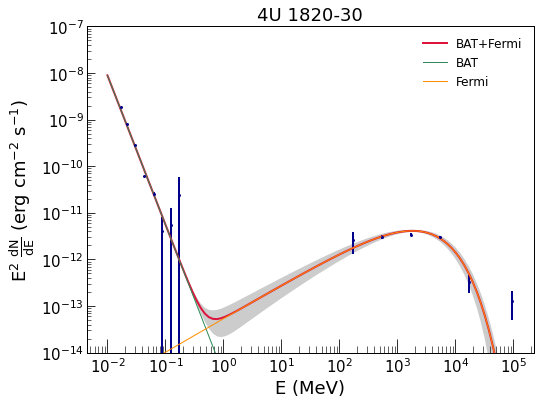 4U 1820-30
BAT+Fermi
BAT
Fermi
10⁻⁷
10⁻⁸
10⁻⁹
10⁻¹⁰
10⁻¹¹
10⁻¹²
10⁻¹³
10⁻¹⁴
E² dN/dE (erg cm⁻² s⁻¹)
10⁻² 10⁻¹ 10⁰ 10¹ 10² 10³ 10⁴ 10⁵
E (MeV)